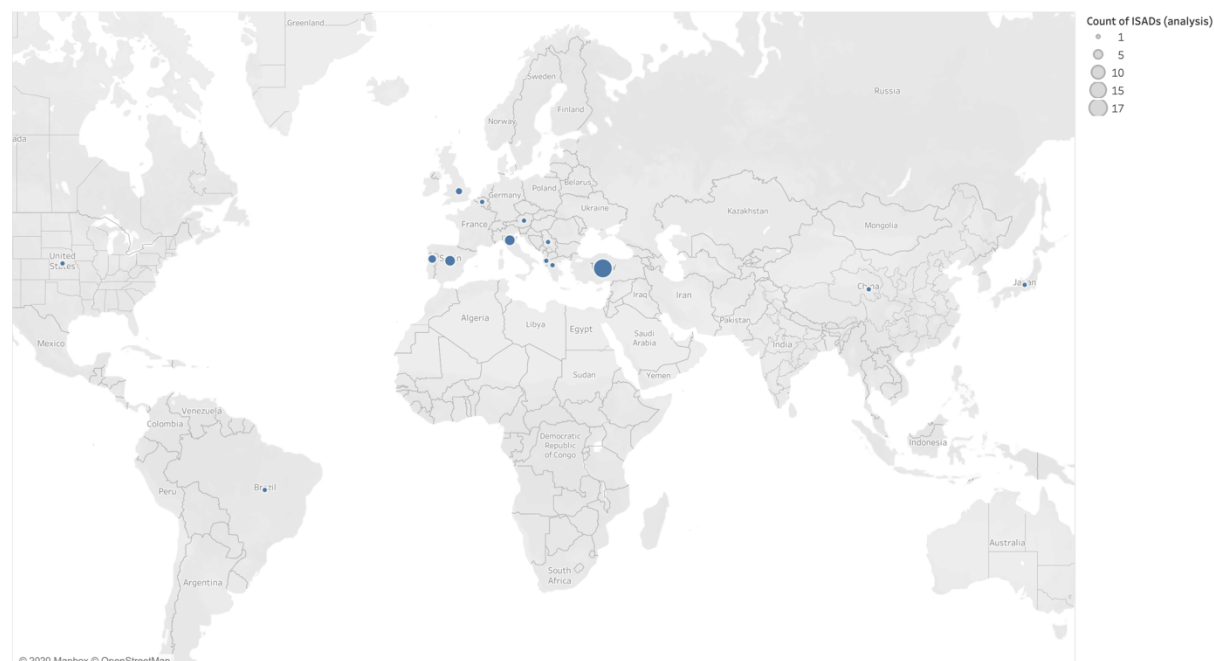 Count of ISADs (analysis)
1
5
10
15
17
Greenland
Sweden
Finland
Norway
Russia
ada
Germany
Poland
Belarus
Ukraine
France
Kazakhstan
Mongolia
United
States
Iraq
Iran
China
Japan
Algeria
Libya
Egypt
Saudi
Arabia
Pakistan
India
Mexico
Sudan
Yemen
Venezuela
Colombia
Democratic
Republic
of Congo
Indonesia
Peru
Brazil
Australia
South
Africa
Argentina
© 2020 Mapbox © OpenStreetMap